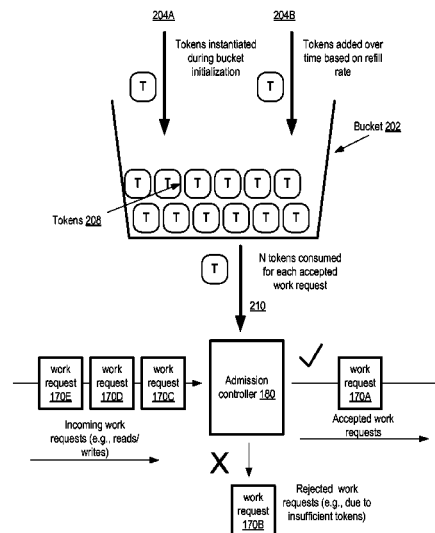 204A
204B
Tokens instantiated
during bucket
initialization
Tokens added over
time based on refill
rate
T
T
Bucket 202
T T T T T T
Tokens 208
T T T T T T
T
N tokens consumed
for each accepted
work request
210
work
request
170E
work
request
170D
work
request
170C
Admission
controller 180
work
request
170A
Incoming work
requests (e.g., reads/
writes)
Accepted work
requests
X
work
request
170B
Rejected work
requests (e.g., due to
insufficient tokens)